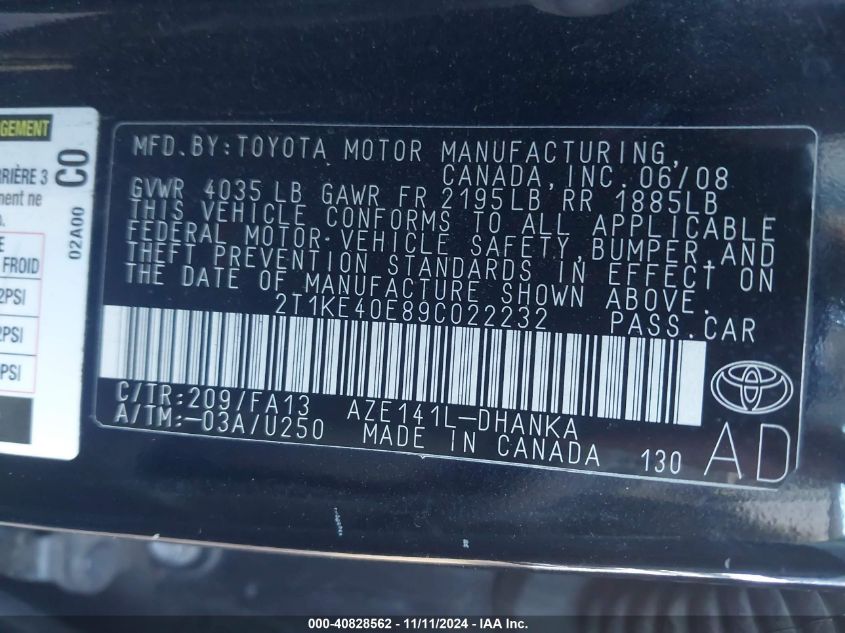 GEMENT
RIÈRE 3
ment ne
FROID
2PSI
2PSI
PSI
CO
02A00
MFD.BY:TOYOTA MOTOR MANUFACTURING,
CANADA,INC.06/08
GVWR 4035 LB GAWR FR 2195LB RR 1885LB
THIS VEHICLE CONFORMS TO ALL APPLICABLE
FEDERAL MOTOR-VEHICLE SAFETY,BUMPER,AND
THEFT PREVENTION STANDARDS IN EFFECT ON
THE DATE OF MANUFACTURE SHOWN ABOVE.
2T1KE40E89C022232 PASS.CAR
C/TR:209/FA13 AZE141L-DHANKA
A/TM:-03A/U250 MADE IN CANADA 130 AD
000-40828562 - 11/11/2024 - IAA Inc.